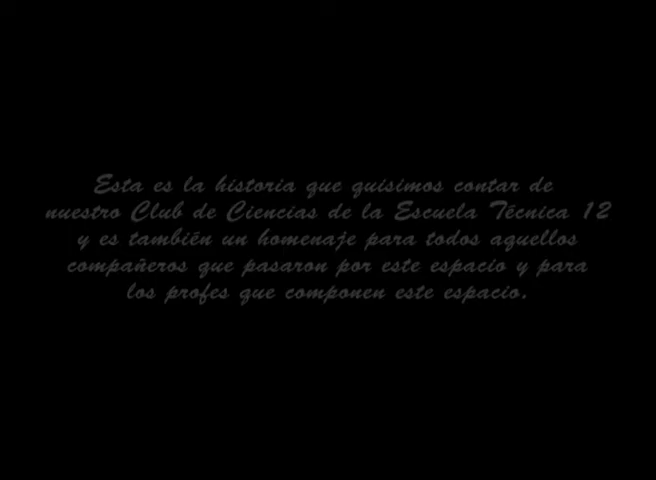 Esta es la historia que quisimos contar de
nuestro Club de Ciencias de la Escuela Técnica 12
y es también un homenaje para todos aquellos
compañeros que pasaron por este espacio y para
los profes que componen este espacio.